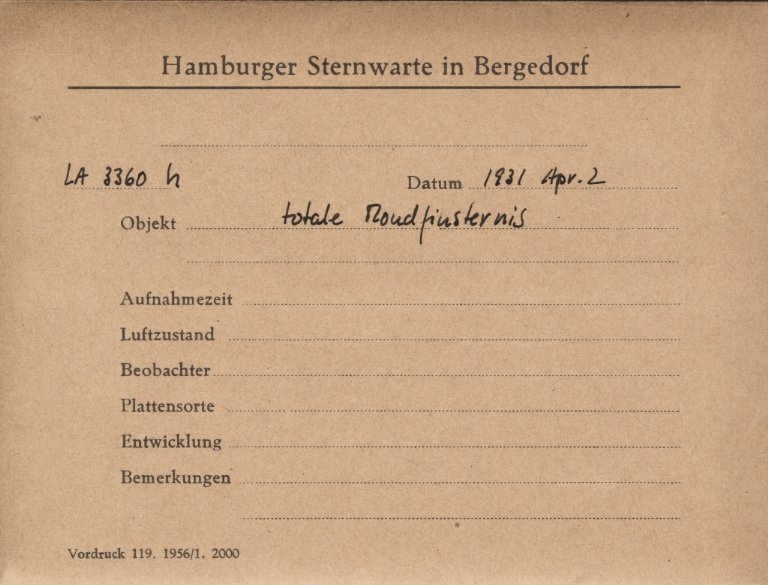 Hamburger Sternwarte in Bergedorf
LA 3360 h Datum 1931 Apr. 2
Objekt totale Mondfinsternis
Aufnahmezeit
Luftzustand
Beobachter
Plattensorte
Entwicklung
Bemerkungen
Vordruck 119. 1956/1. 2000